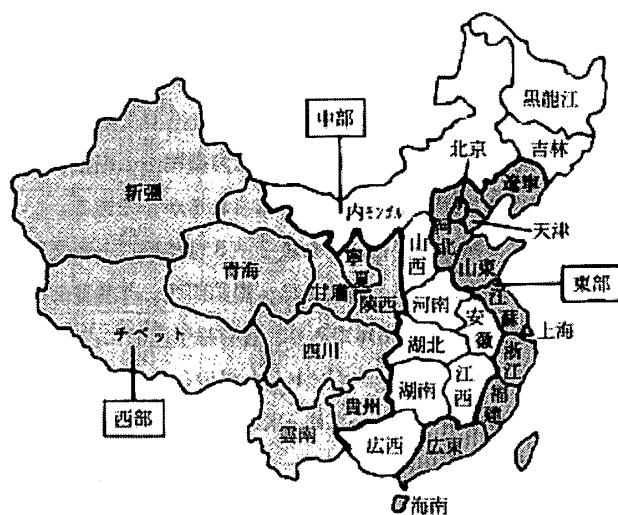 黒龍江
中部
吉林
北京
遼寧
新疆
内モンゴル
天津
河北
山西
寧夏
山東
青海
甘粛
陝西
河南
東部
江蘇
安徽
上海
チベット
四川
湖北
浙江
西部
湖南
江西
貴州
福建
雲南
広西
広東
海南